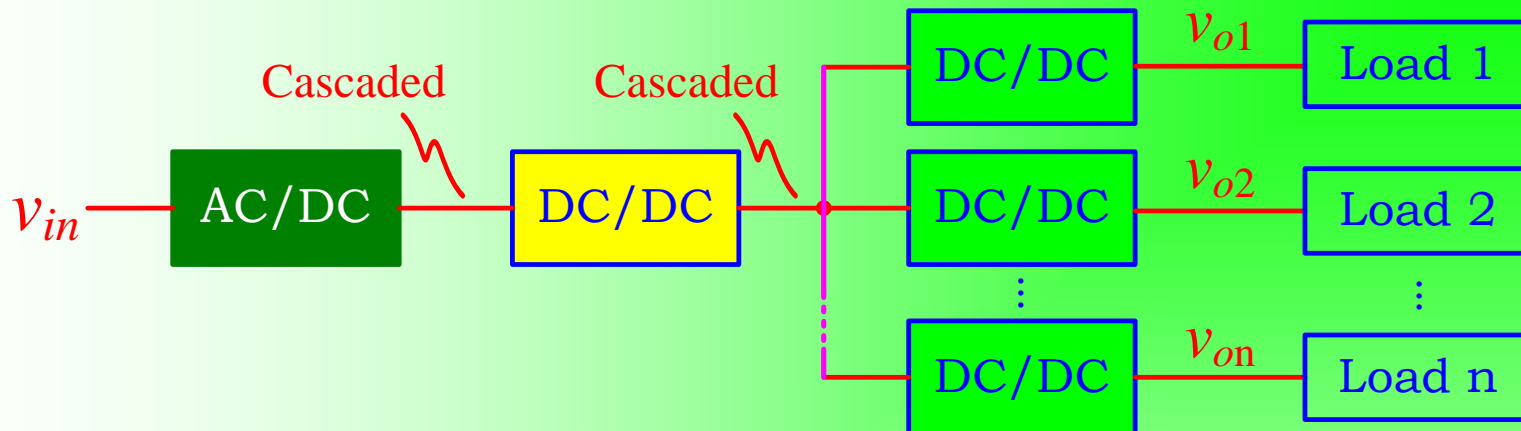 Cascaded
Cascaded
v_in
AC/DC
DC/DC
DC/DC
v_o1
Load 1
DC/DC
v_o2
Load 2
⋮
⋮
DC/DC
v_on
Load n